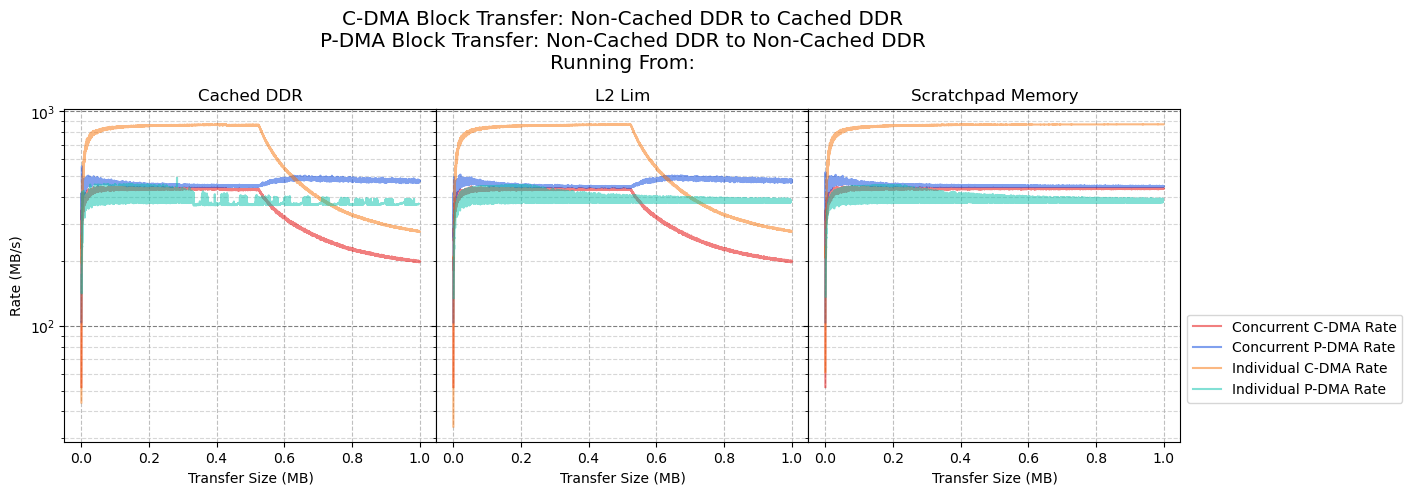 C-DMA Block Transfer: Non-Cached DDR to Cached DDR
P-DMA Block Transfer: Non-Cached DDR to Non-Cached DDR
Running From:
Cached DDR
L2 Lim
Scratchpad Memory
Rate (MB/s)
10³
10²
0.0 0.2 0.4 0.6 0.8 1.0
0.0 0.2 0.4 0.6 0.8 1.0
0.0 0.2 0.4 0.6 0.8 1.0
Transfer Size (MB)
Transfer Size (MB)
Transfer Size (MB)
Concurrent C-DMA Rate
Concurrent P-DMA Rate
Individual C-DMA Rate
Individual P-DMA Rate